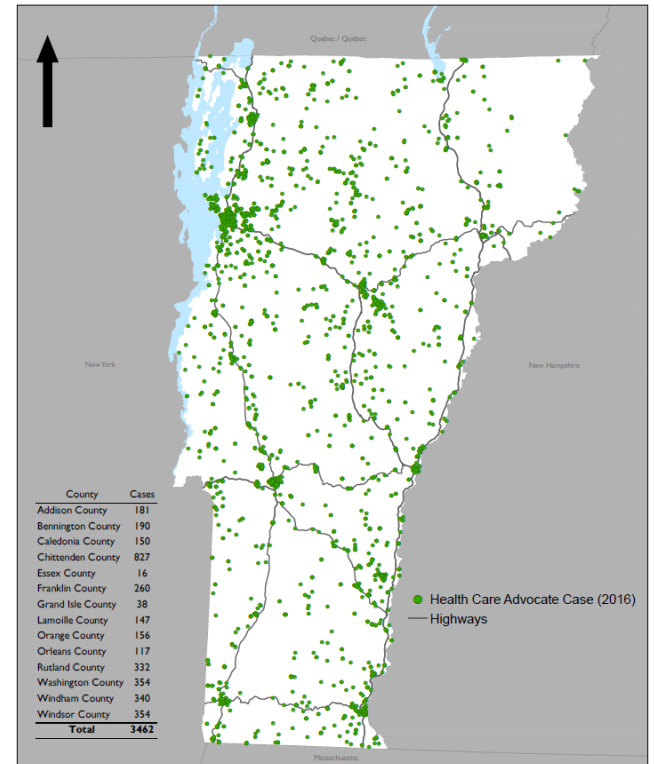 Quebec / Québec
New York
New Hampshire
County Cases
Addison County 181
Bennington County 190
Caledonia County 150
Chittenden County 827
Essex County 16
Franklin County 260
Grand Isle County 38
Lamoille County 147
Orange County 156
Orleans County 117
Rutland County 332
Washington County 354
Windham County 340
Windsor County 354
Total 3462
Health Care Advocate Case (2016)
Highways
Massachusetts